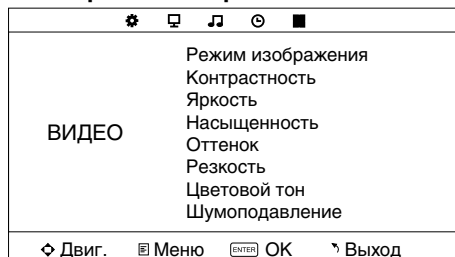 Режим изображения
Контрастность
Яркость
Насыщенность
Оттенок
Резкость
Цветовой тон
Шумоподавление
ВИДЕО
Двиг. Меню ENTER OK Выход